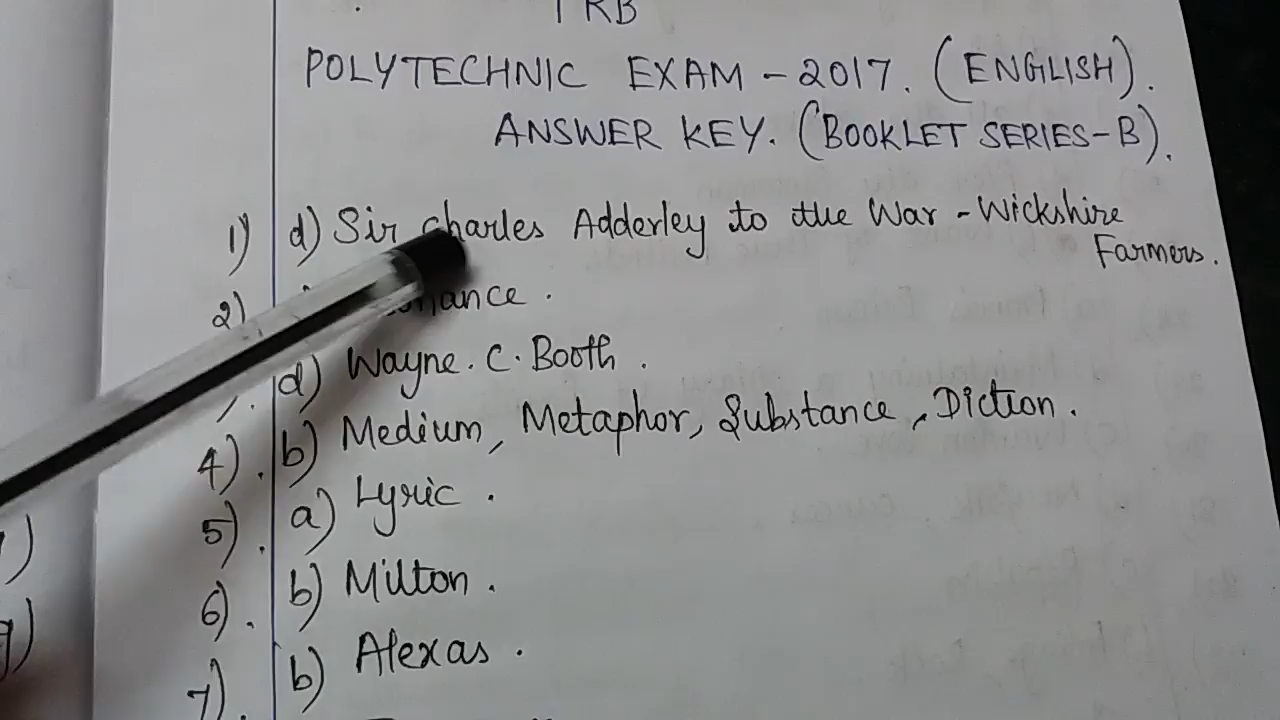 TRB
POLYTECHNIC EXAM - 2017. (ENGLISH).
ANSWER KEY. (BOOKLET SERIES-B).
1) d) Sir Charles Adderley to the War - Wickshire
Farmers.
2)
d) Wayne. C. Booth.
4). b) Medium, Metaphor, Substance, Diction.
5). a) Lyric.
6). b) Milton.
7). b) Alexas.